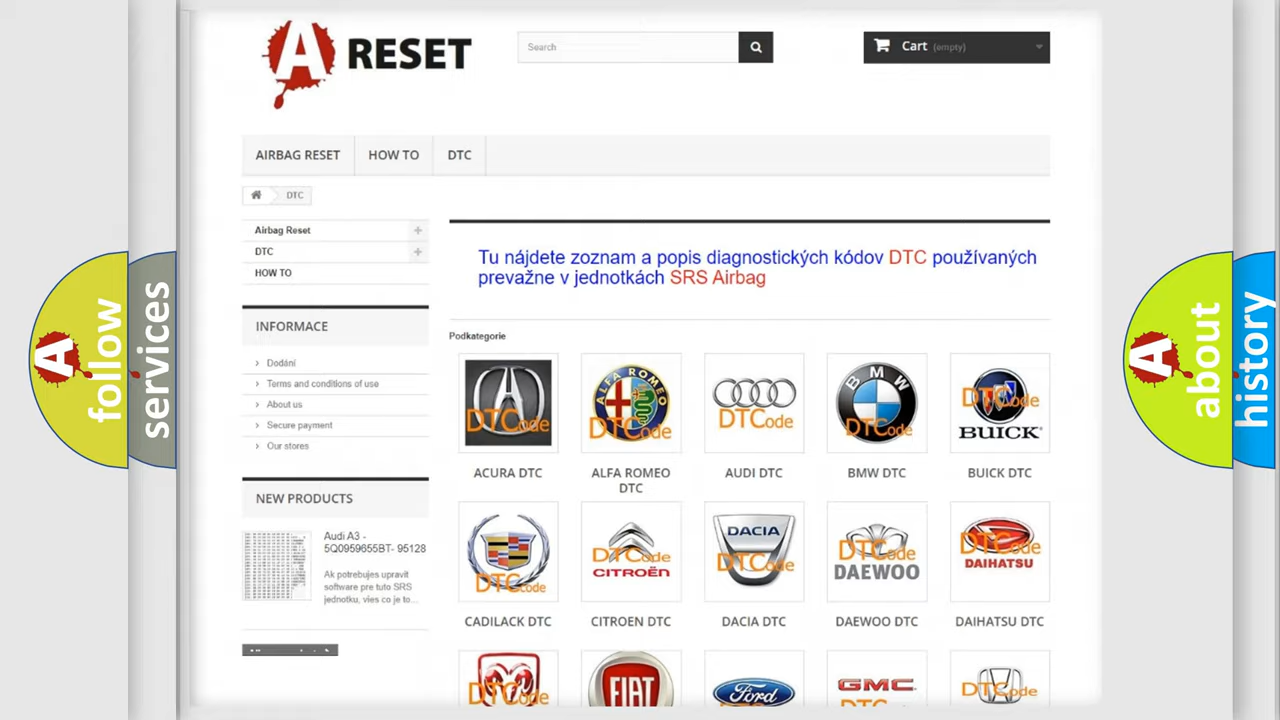 A RESET
Search
Cart (empty)
AIRBAG RESET
HOW TO
DTC
DTC
Airbag Reset
DTC
HOW TO
INFORMACE
Dodání
Terms and conditions of use
About us
Secure payment
Our stores
NEW PRODUCTS
Audi A3 -
5Q0959655BT- 95128
Ak potrebujes upravit
software pre tuto SRS
jednotku, vies co je to...
Tu nájdete zoznam a popis diagnostických kódov DTC používaných
prevažne v jednotkách SRS Airbag
Podkategorie
DTCode
ALFA ROMEO
DTCode
DTCode
BMW
DTCode
DTCode
BUICK
ACURA DTC
ALFA ROMEO
DTC
AUDI DTC
BMW DTC
BUICK DTC
DTCode
DTCode
CITROËN
DACIA
DTCode
DTCode
DAEWOO
DTCode
DAIHATSU
CADILACK DTC
CITROEN DTC
DACIA DTC
DAEWOO DTC
DAIHATSU DTC
DTCode
FIAT
Ford
GMC
DTCode
A follow
services
A about
history